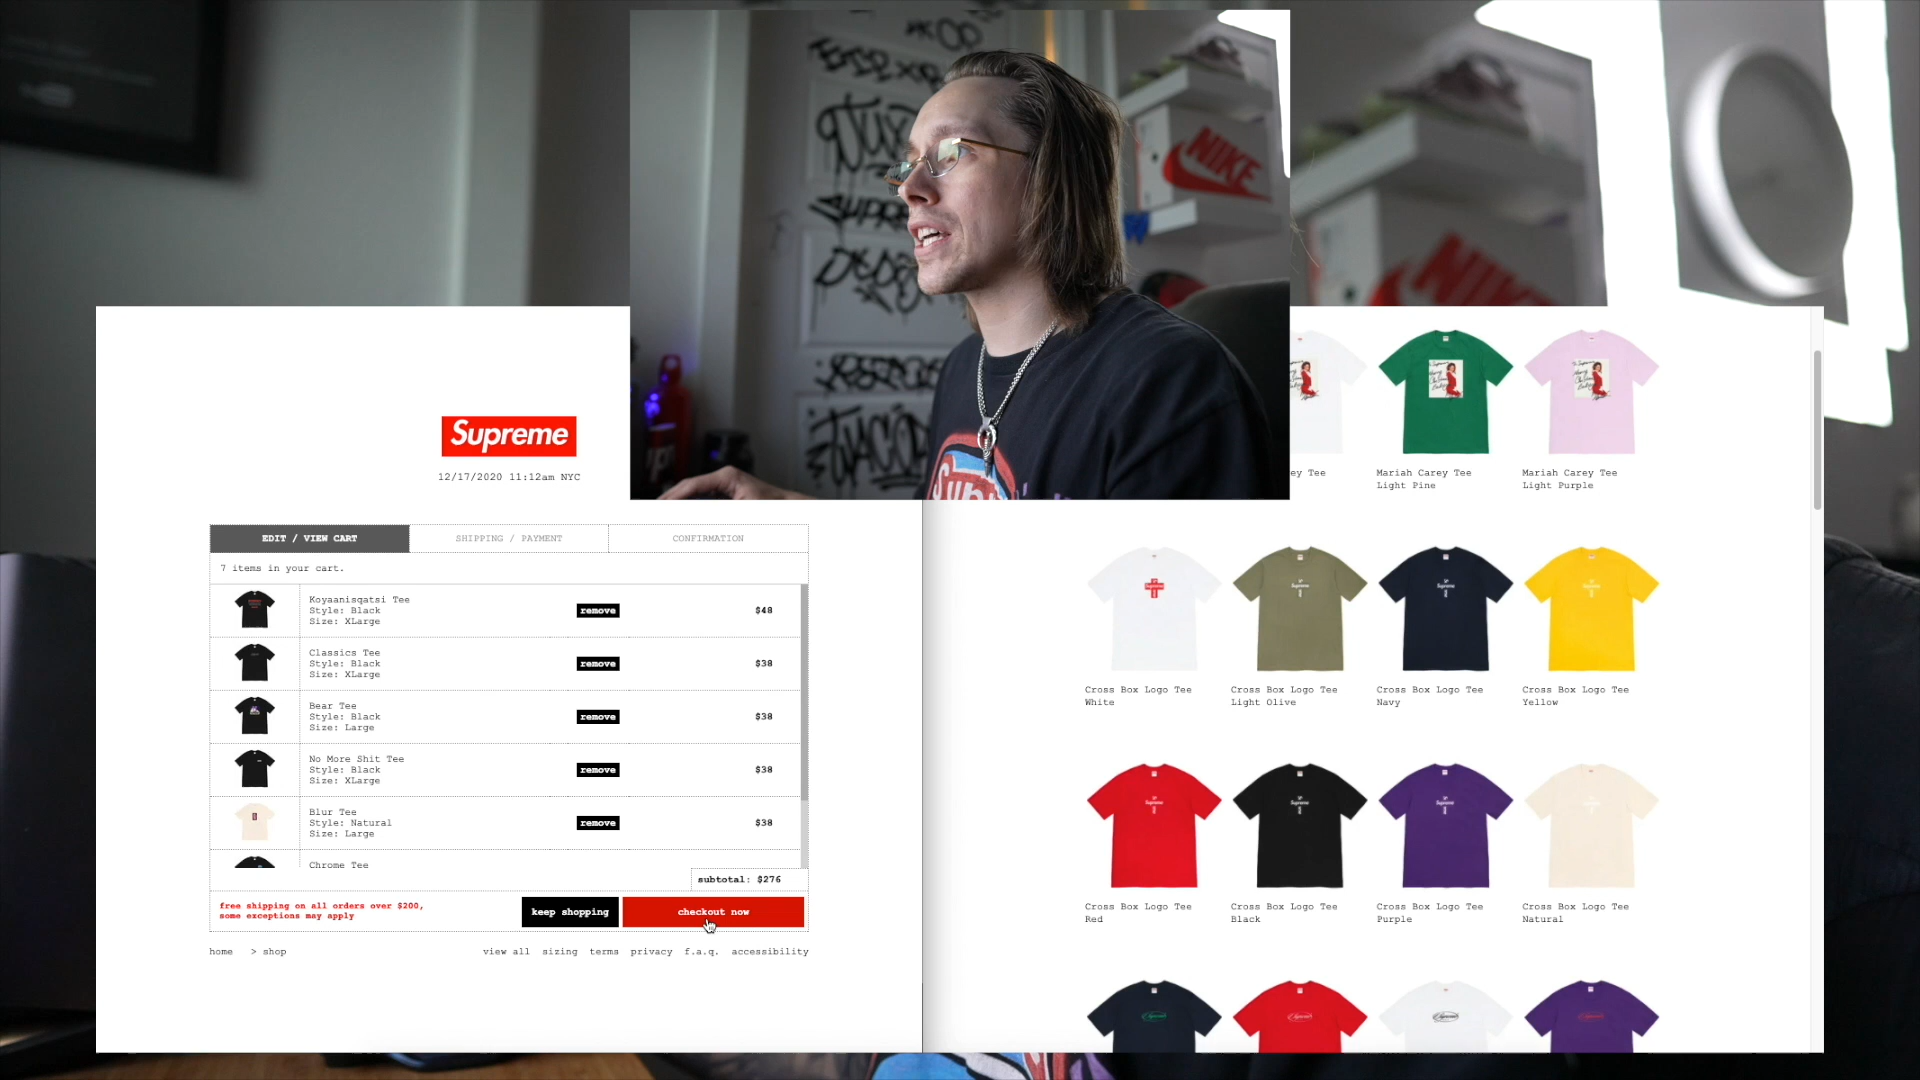 NIKE
NIKE
Supreme
12/17/2020 11:12am NYC
EDIT / VIEW CART
SHIPPING / PAYMENT
CONFIRMATION
7 items in your cart.
Koyaanisqatsi Tee
Style: Black
Size: XLarge
remove
$48
Classics Tee
Style: Black
Size: XLarge
remove
$38
Bear Tee
Style: Black
Size: Large
remove
$38
No More Shit Tee
Style: Black
Size: XLarge
remove
$38
Blur Tee
Style: Natural
Size: Large
remove
$38
Chrome Tee
subtotal: $276
free shipping on all orders over $200,
some exceptions may apply
keep shopping
checkout now
home > shop
view all sizing terms privacy f.a.q. accessibility
Tee
Mariah Carey Tee
Light Pine
Mariah Carey Tee
Light Purple
Cross Box Logo Tee
White
Cross Box Logo Tee
Light Olive
Cross Box Logo Tee
Navy
Cross Box Logo Tee
Yellow
Cross Box Logo Tee
Red
Cross Box Logo Tee
Black
Cross Box Logo Tee
Purple
Cross Box Logo Tee
Natural